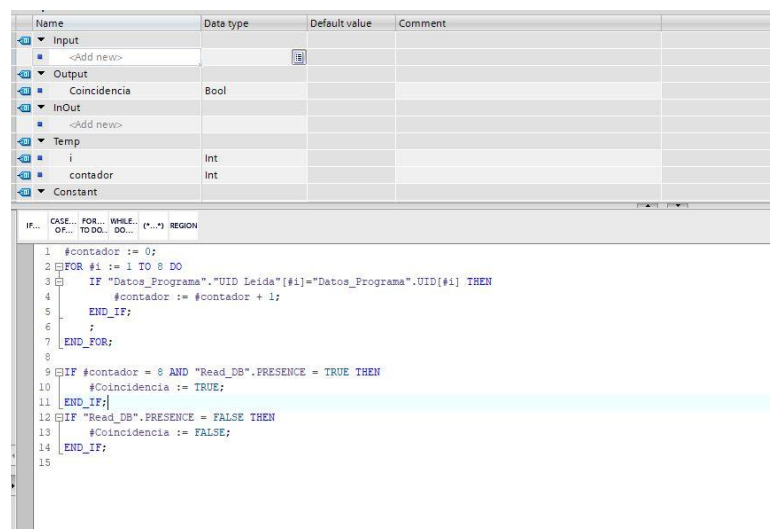 Name Data type Default value Comment
Input
<Add new>
Output
Coincidencia Bool
InOut
<Add new>
Temp
i Int
contador Int
Constant
IF... CASE... OF... FOR... TO DO... WHILE... DO... (*...*) REGION
1 #contador := 0;
2 FOR #i := 1 TO 8 DO
3 IF "Datos_Programa"."UID Leida"[#i]="Datos_Programa".UID[#i] THEN
4 #contador := #contador + 1;
5 END_IF;
6 ;
7 END_FOR;
8
9 IF #contador = 8 AND "Read_DB".PRESENCE = TRUE THEN
10 #Coincidencia := TRUE;
11 END_IF;
12 IF "Read_DB".PRESENCE = FALSE THEN
13 #Coincidencia := FALSE;
14 END_IF;
15